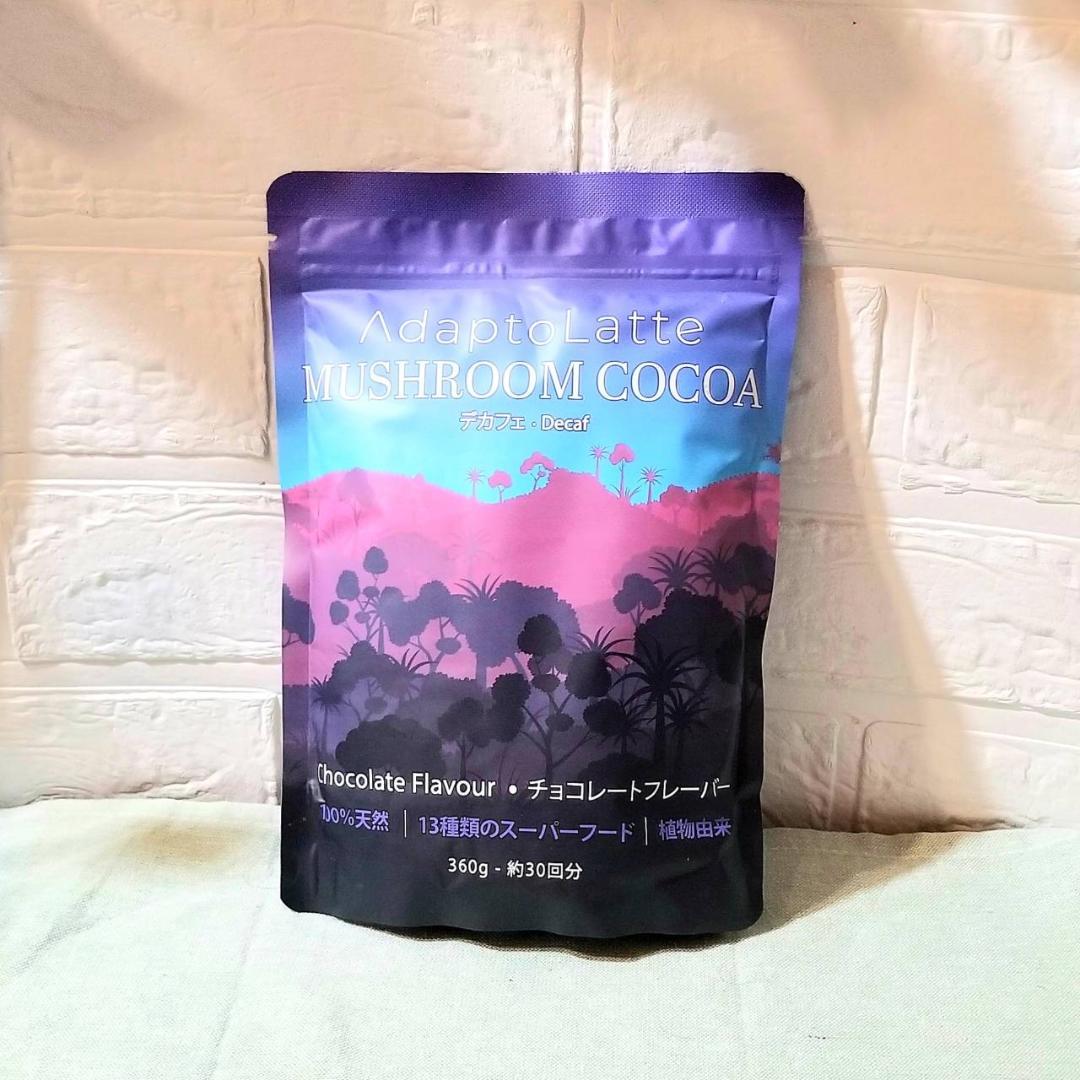 AdaptoLatte
MUSHROOM COCOA
デカフェ・Decaf
Chocolate Flavour • チョコレートフレーバー
100%天然 | 13種類のスーパーフード | 植物由来
360g - 約30回分